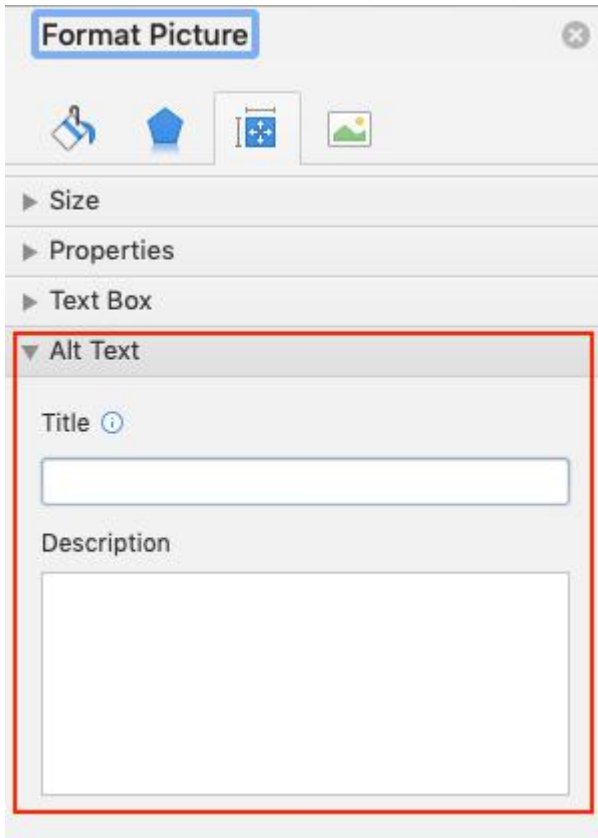 Format Picture
Size
Properties
Text Box
Alt Text
Title
Description